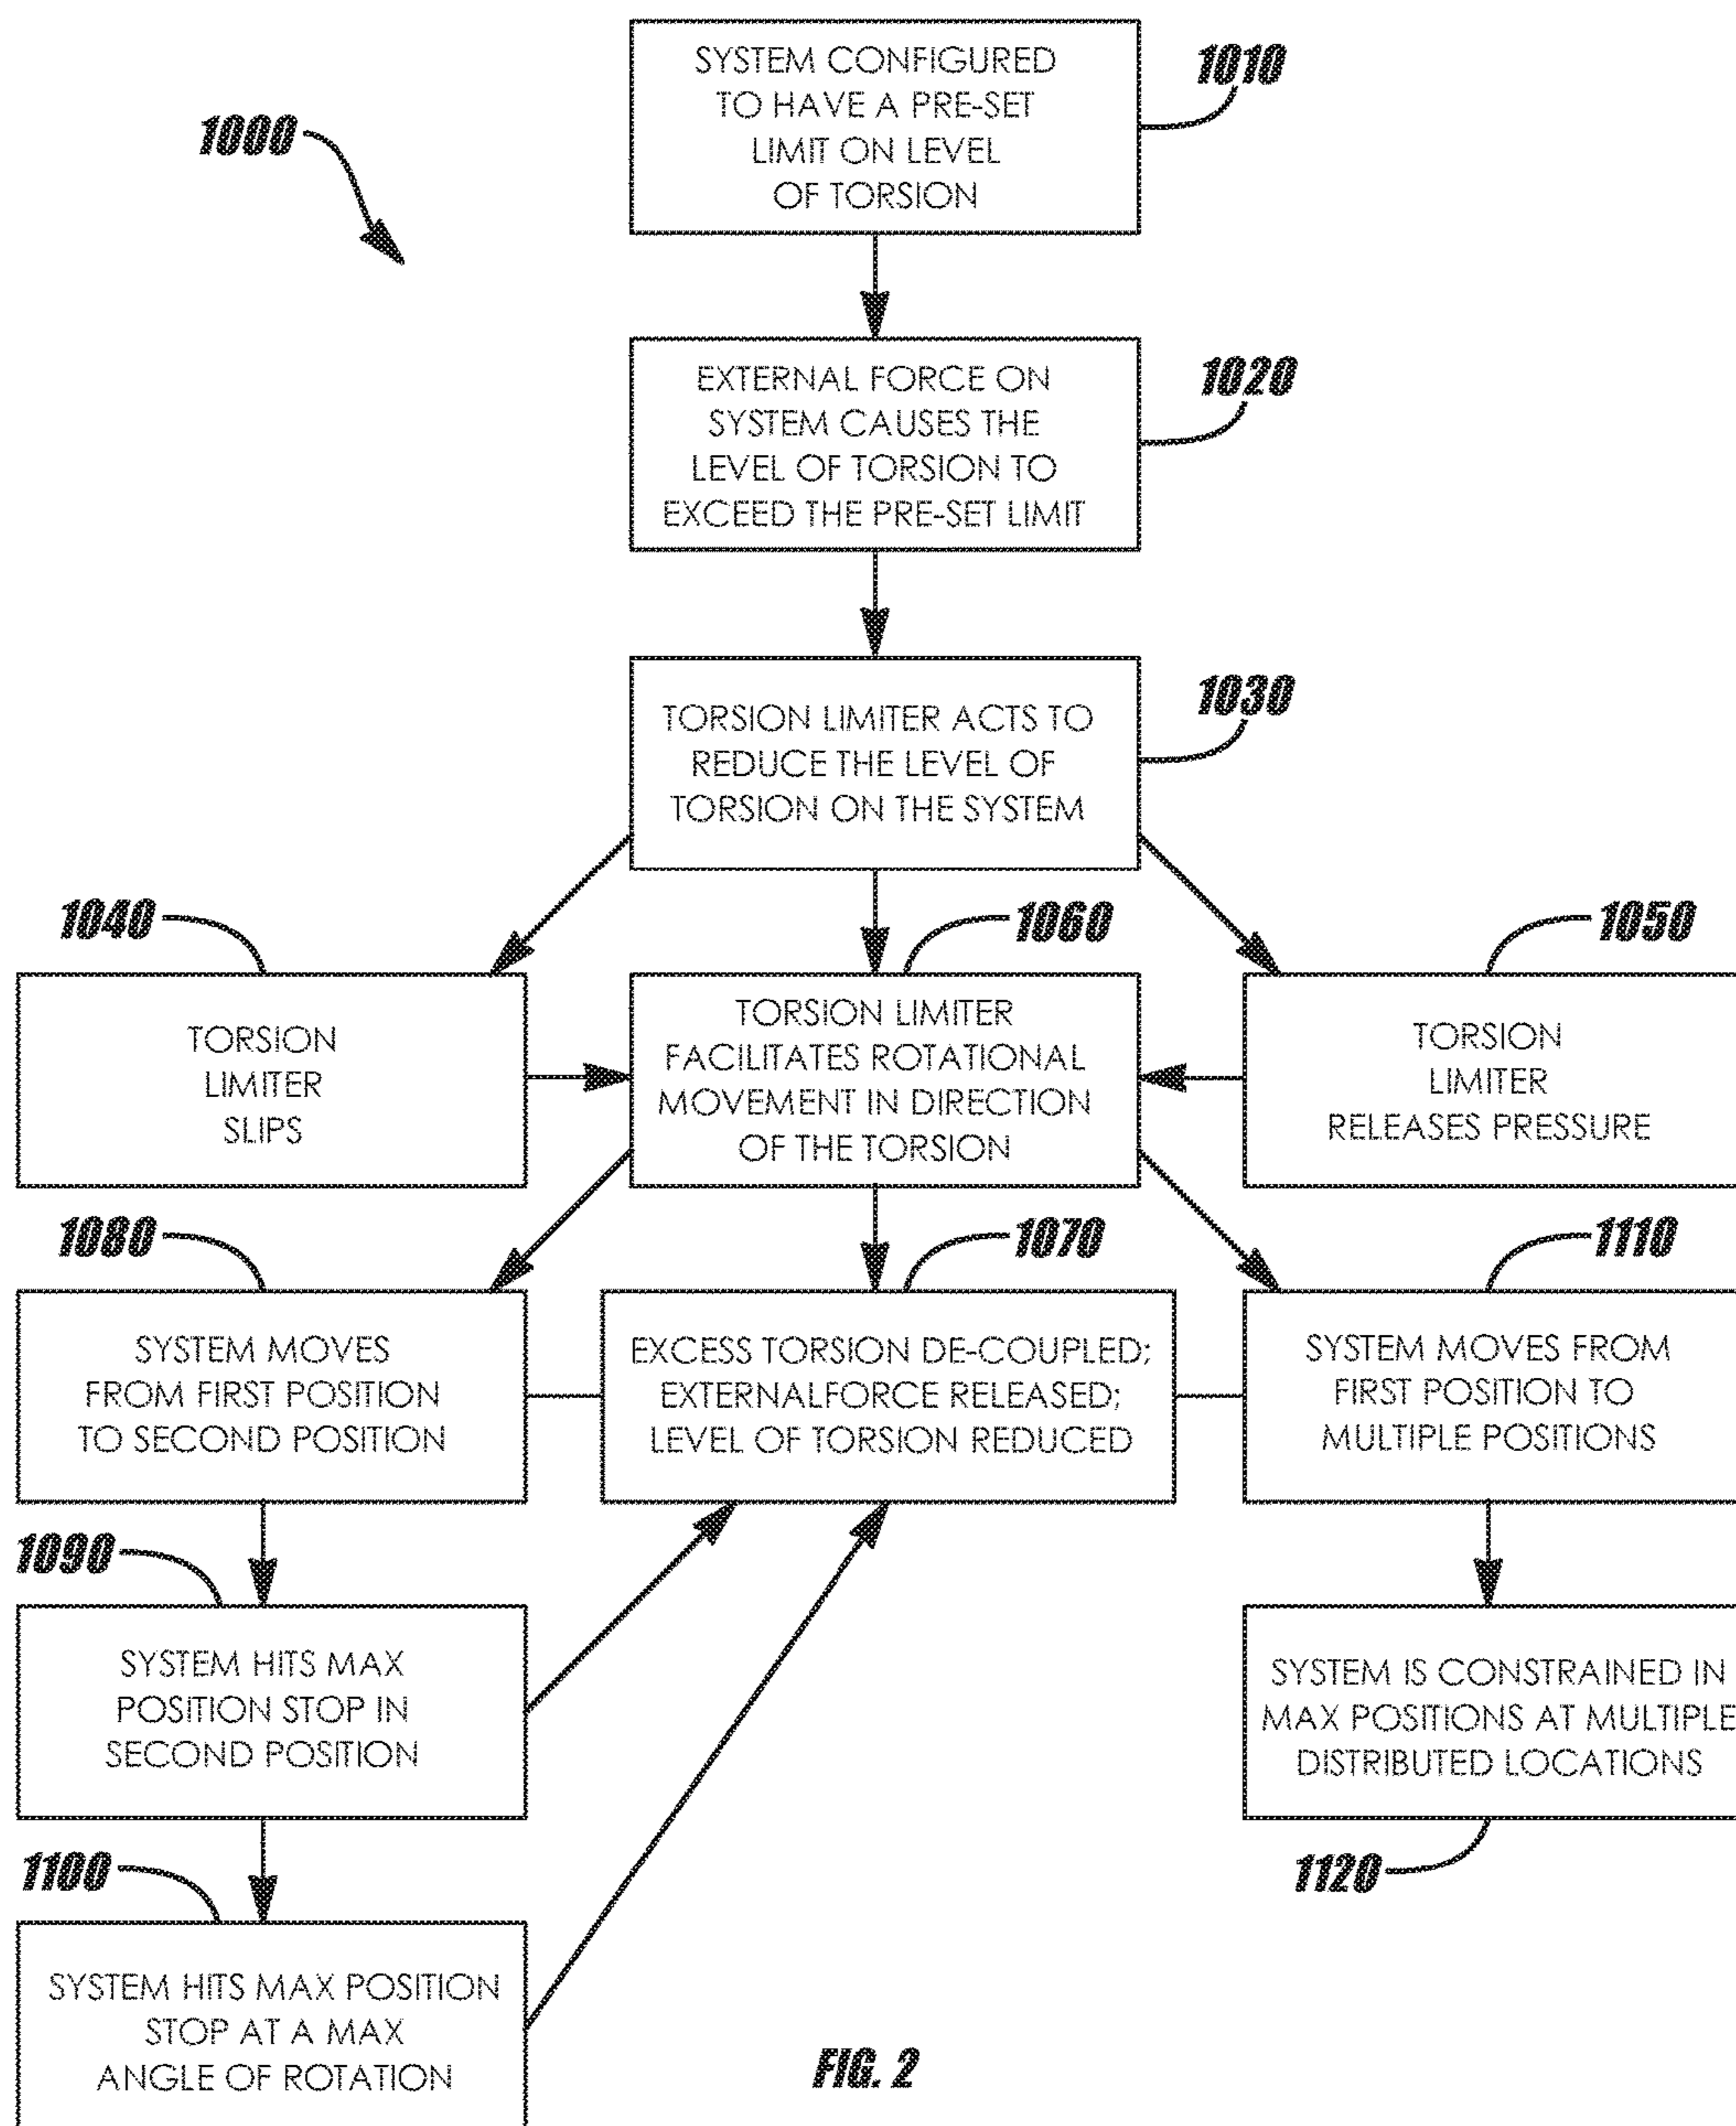 1000
SYSTEM CONFIGURED
TO HAVE A PRE-SET
LIMIT ON LEVEL
OF TORSION
1010
EXTERNAL FORCE ON
SYSTEM CAUSES THE
LEVEL OF TORSION TO
EXCEED THE PRE-SET LIMIT
1020
TORSION LIMITER ACTS TO
REDUCE THE LEVEL OF
TORSION ON THE SYSTEM
1030
1040
TORSION
LIMITER
SLIPS
1060
TORSION LIMITER
FACILITATES ROTATIONAL
MOVEMENT IN DIRECTION
OF THE TORSION
1050
TORSION
LIMITER
RELEASES PRESSURE
1080
SYSTEM MOVES
FROM FIRST POSITION
TO SECOND POSITION
1070
EXCESS TORSION DE-COUPLED;
EXTERNALFORCE RELEASED;
LEVEL OF TORSION REDUCED
1110
SYSTEM MOVES FROM
FIRST POSITION TO
MULTIPLE POSITIONS
1090
SYSTEM HITS MAX
POSITION STOP IN
SECOND POSITION
SYSTEM IS CONSTRAINED IN
MAX POSITIONS AT MULTIPLE
DISTRIBUTED LOCATIONS
1120
1100
SYSTEM HITS MAX POSITION
STOP AT A MAX
ANGLE OF ROTATION
FIG. 2